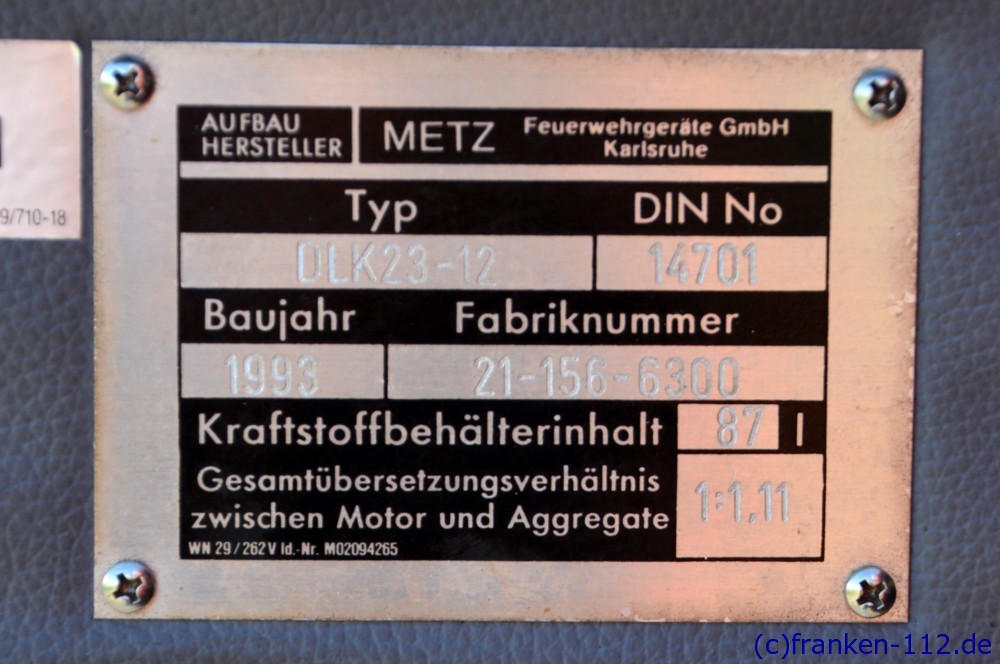 AUFBAU
HERSTELLER
METZ
Feuerwehrgeräte GmbH
Karlsruhe
Typ
DIN No
DLK23-12
14701
Baujahr
Fabriknummer
1993
21-156-6300
Kraftstoffbehälterinhalt 87 l
Gesamtübersetzungsverhältnis
zwischen Motor und Aggregate 1:1,11
WN 29/262 V Id.-Nr. M02094265
9/710-18
(c)franken-112.de